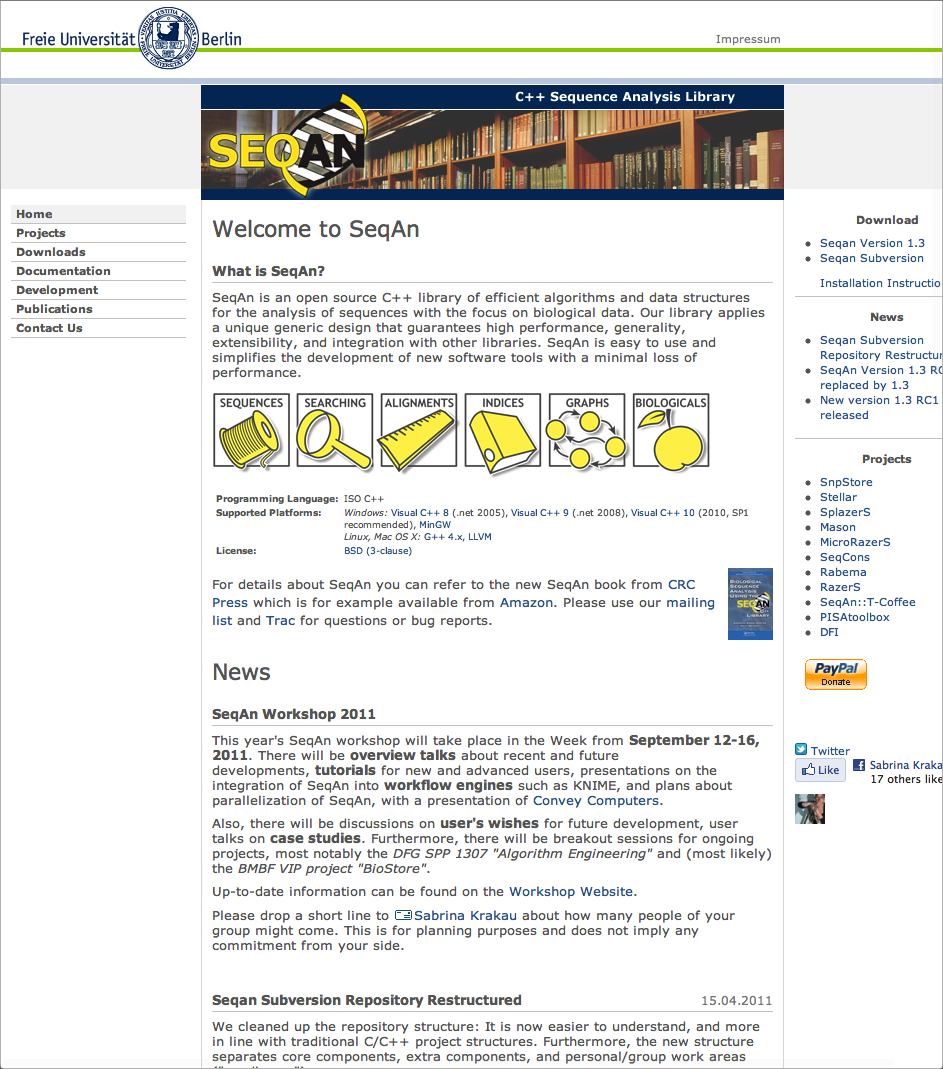 Freie Universität Berlin
Impressum
C++ Sequence Analysis Library
SEQAN
Home
Projects
Downloads
Documentation
Development
Publications
Contact Us
Welcome to SeqAn
What is SeqAn?
SeqAn is an open source C++ library of efficient algorithms and data structures
for the analysis of sequences with the focus on biological data. Our library applies
a unique generic design that guarantees high performance, generality,
extensibility, and integration with other libraries. SeqAn is easy to use and
simplifies the development of new software tools with a minimal loss of
performance.
SEQUENCES SEARCHING ALIGNMENTS INDICES GRAPHS BIOLOGICALS
Programming Language: ISO C++
Supported Platforms: Windows: Visual C++ 8 (.net 2005), Visual C++ 9 (.net 2008), Visual C++ 10 (2010, SP1
recommended), MinGW
Linux, Mac OS X: G++ 4.x, LLVM
License: BSD (3-clause)
For details about SeqAn you can refer to the new SeqAn book from CRC
Press which is for example available from Amazon. Please use our mailing
list and Trac for questions or bug reports.
BIOLOGICAL
SEQUENCE
ANALYSIS
USING THE
SEQAN
C++
LIBRARY
News
SeqAn Workshop 2011
This year's SeqAn workshop will take place in the Week from September 12-16,
2011. There will be overview talks about recent and future
developments, tutorials for new and advanced users, presentations on the
integration of SeqAn into workflow engines such as KNIME, and plans about
parallelization of SeqAn, with a presentation of Convey Computers.
Also, there will be discussions on user's wishes for future development, user
talks on case studies. Furthermore, there will be breakout sessions for ongoing
projects, most notably the DFG SPP 1307 "Algorithm Engineering" and (most likely)
the BMBF VIP project "BioStore".
Up-to-date information can be found on the Workshop Website.
Please drop a short line to Sabrina Krakau about how many people of your
group might come. This is for planning purposes and does not imply any
commitment from your side.
Seqan Subversion Repository Restructured 15.04.2011
We cleaned up the repository structure: It is now easier to understand, and more
in line with traditional C/C++ project structures. Furthermore, the new structure
separates core components, extra components, and personal/group work areas
Download
Seqan Version 1.3
Seqan Subversion
Installation Instructio
News
Seqan Subversion
Repository Restructur
SeqAn Version 1.3 RC
replaced by 1.3
New version 1.3 RC1
released
Projects
SnpStore
Stellar
SplazerS
Mason
MicroRazerS
SeqCons
Rabema
RazerS
SeqAn::T-Coffee
PISAtoolbox
DFI
PayPal
Donate
Twitter
Like
Sabrina Kraka
17 others like